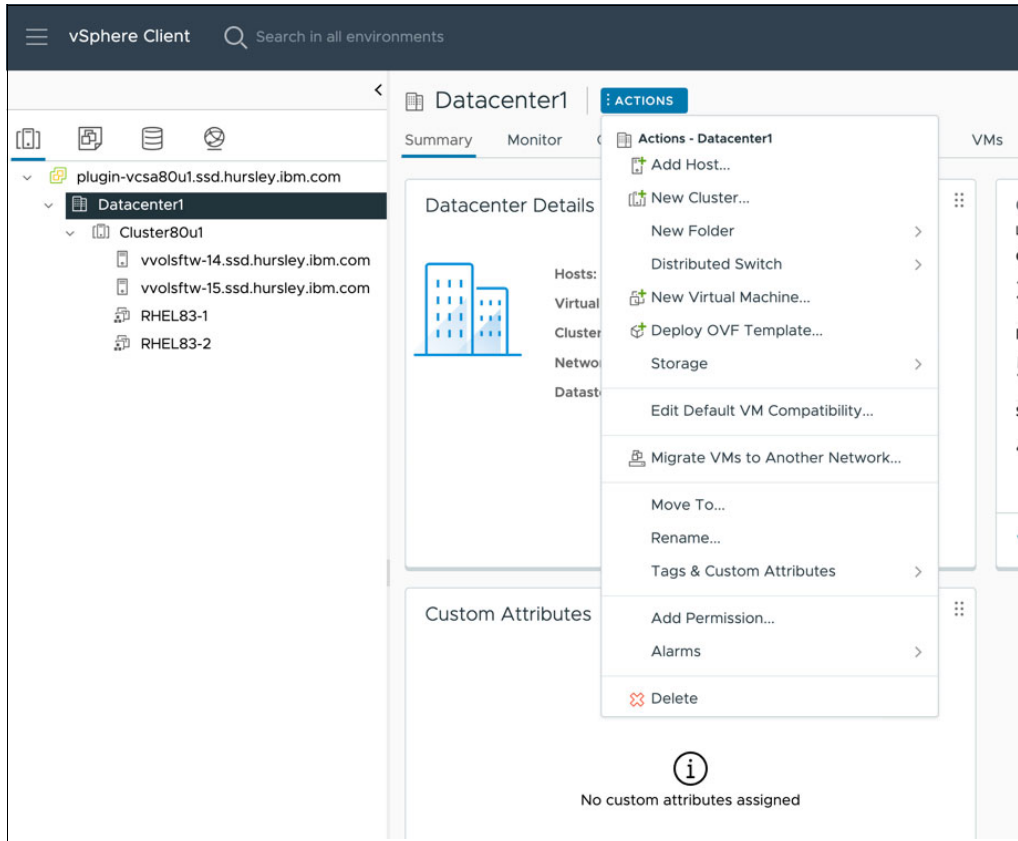 vSphere Client
Search in all environments
plugin-vcsa80u1.ssd.hursley.ibm.com
Datacenter1
Cluster80u1
vvolsftw-14.ssd.hursley.ibm.com
vvolsftw-15.ssd.hursley.ibm.com
RHEL83-1
RHEL83-2
Datacenter1
ACTIONS
Summary
Monitor
VMs
Datacenter Details
Hosts:
Virtual
Cluster
Netwo
Datast
Actions - Datacenter1
Add Host...
New Cluster...
New Folder
Distributed Switch
New Virtual Machine...
Deploy OVF Template...
Storage
Edit Default VM Compatibility...
Migrate VMs to Another Network...
Move To...
Rename...
Tags & Custom Attributes
Add Permission...
Alarms
Delete
Custom Attributes
No custom attributes assigned